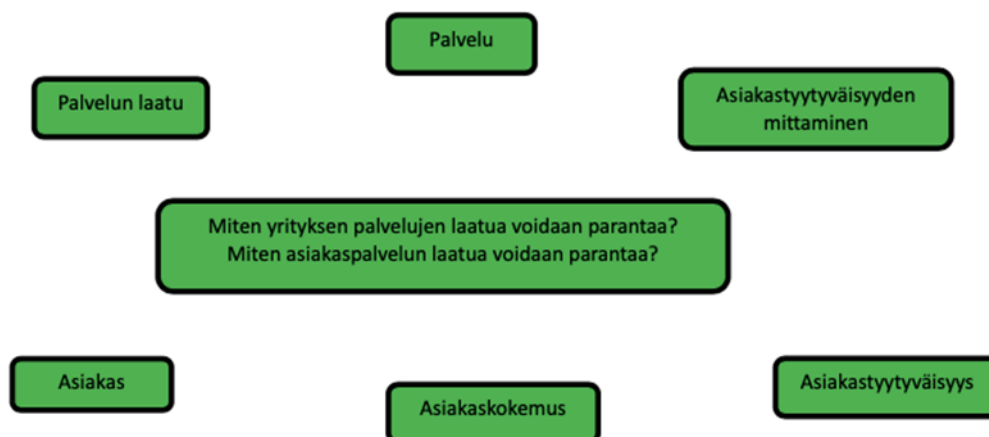 Palvelu
Palvelun laatu
Asiakastyytyväisyyden
mittaminen
Miten yrityksen palvelujen laatua voidaan parantaa?
Miten asiakaspalvelun laatua voidaan parantaa?
Asiakas
Asiakaskokemus
Asiakastyytyväisyys